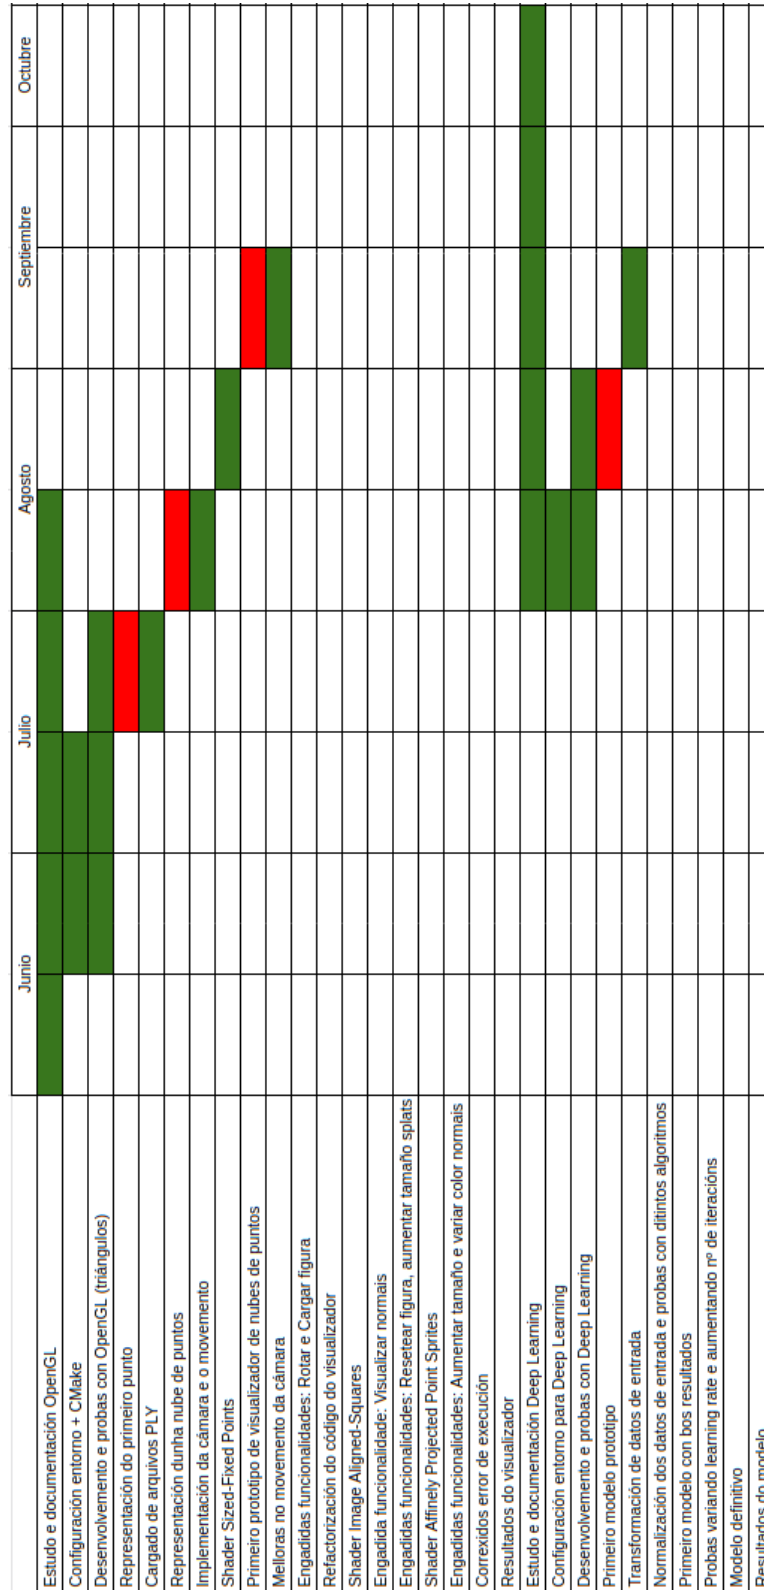 Junio
Julio
Agosto
Septiembre
Octubre
Estudo e documentación OpenGL
Configuración entorno + CMake
Desenvolvemento e probas con OpenGL (triángulos)
Representación do primeiro punto
Cargado de arquivos PLY
Representación dunha nube de puntos
Implementación da cámara e o movemento
Shader Sized-Fixed Points
Primeiro prototipo de visualizador de nubes de puntos
Melloras no movemento da cámara
Engadidas funcionalidades: Rotar e Cargar figura
Refactorización do código do visualizador
Shader Image Aligned-Squares
Engadida funcionalidade: Visualizar normais
Engadidas funcionalidades: Resetear figura, aumentar tamaño splats
Shader Affinely Projected Point Sprites
Engadidas funcionalidades: Aumentar tamaño e variar color normais
Correxidos error de execución
Resultados do visualizador
Estudo e documentación Deep Learning
Configuración entorno para Deep Learning
Desenvolvemento e probas con Deep Learning
Primeiro modelo prototipo
Transformación de datos de entrada
Normalización dos datos de entrada e probas con ditintos algoritmos
Primeiro modelo con bos resultados
Probas variando learning rate e aumentando nº de iteracións
Modelo definitivo
Resultados do modelo